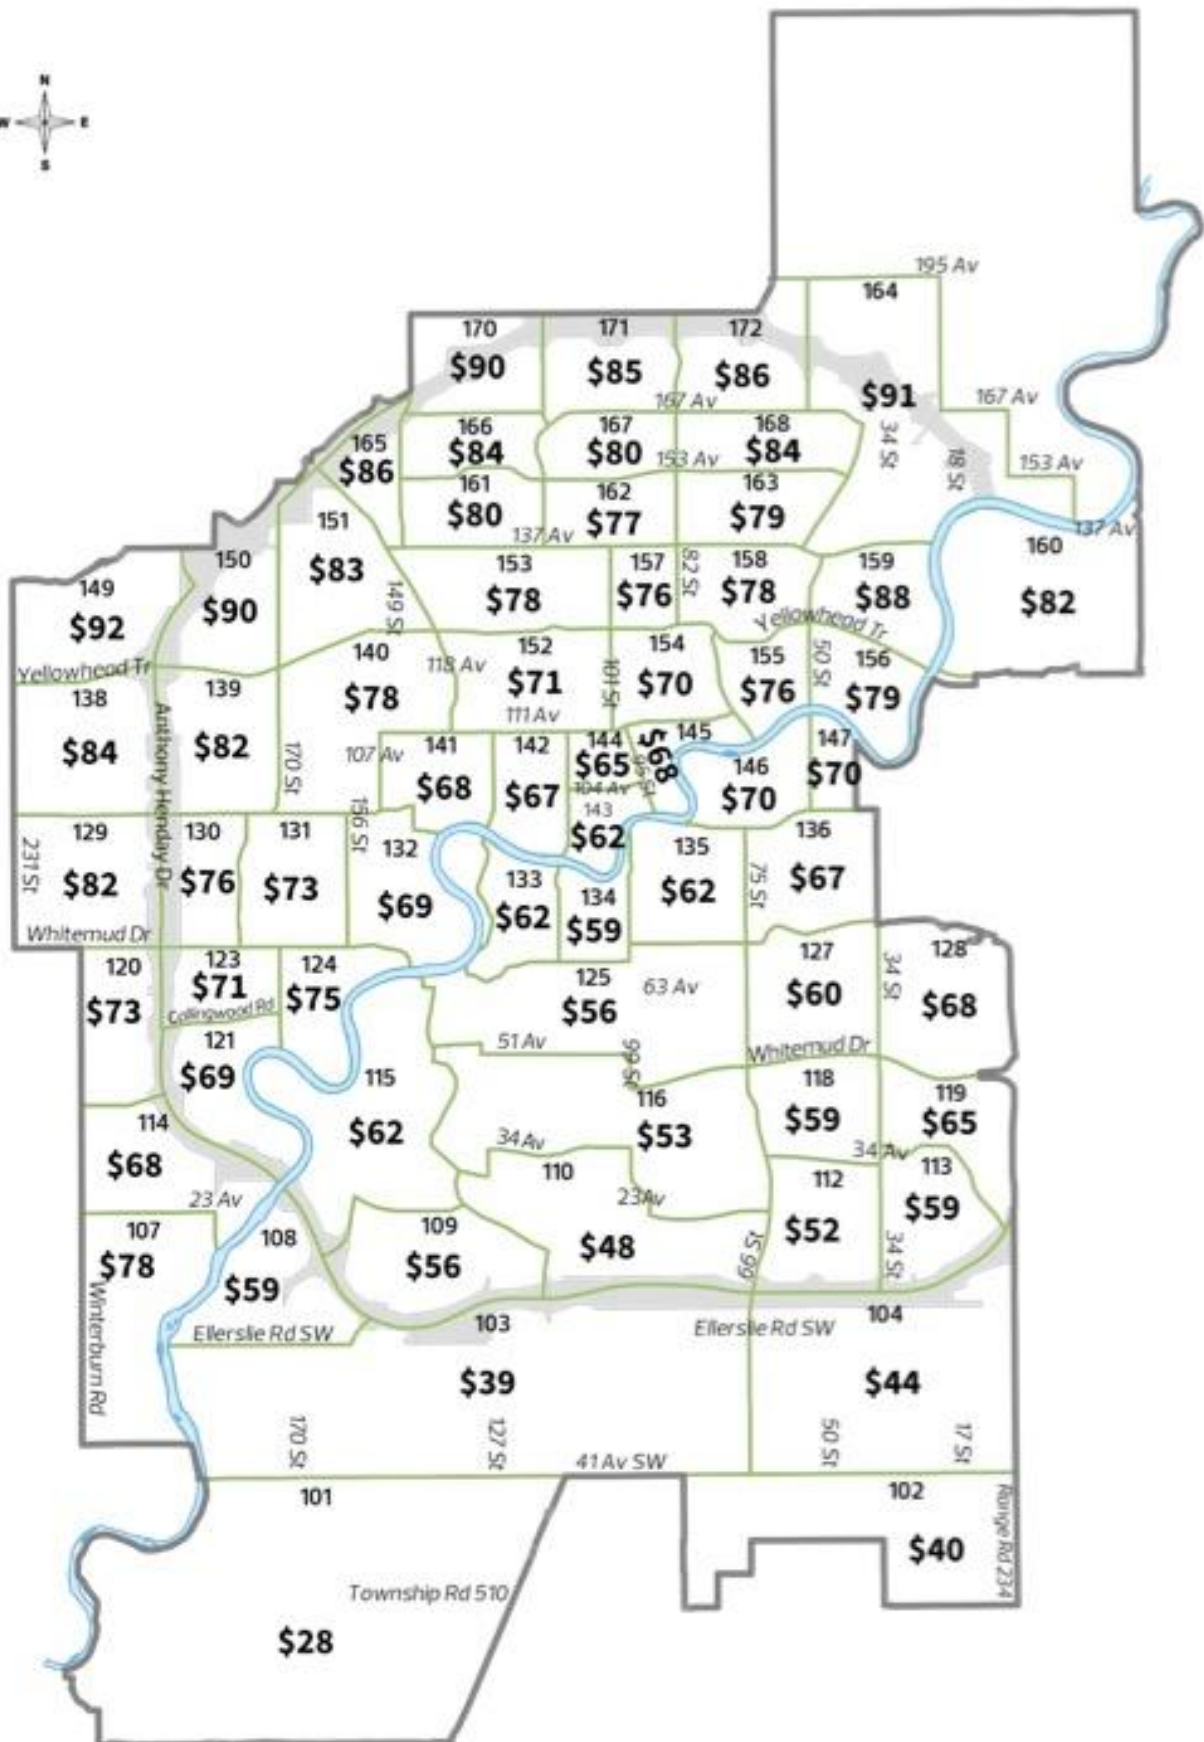 N
W E
S
195 Av
164
$91
170
$90
171
$85
172
$86
167 Av
167 Av
165
$86
166
$84
167
$80
168
$84
153 Av
34 St
18 St
153 Av
161
$80
162
$77
163
$79
137 Av
137 Av
151
$83
150
$90
149
$92
149 St
153
$78
157
$76
82 St
158
$78
159
$88
160
$82
Yellowhead Tr
Yellowhead Tr
138
$84
139
$82
140
$78
118 Av
152
$71
111 Av
101 St
154
$70
155
$76
50 St
156
$79
Anthony Henday Dr
170 St
107 Av
141
$68
142
$67
144
$65
104 Av
145
$68
146
$70
147
$70
143
$62
231 St
129
$82
130
$76
131
$73
156 St
132
$69
133
$62
134
$59
135
$62
75 St
136
$67
Whitemud Dr
120
$73
123
$71
Collingwood Rd
124
$75
121
$69
125
$56
63 Av
127
$60
34 St
128
$68
51 Av
99 St
Whitemud Dr
115
$62
116
$53
118
$59
119
$65
114
$68
34 Av
34 Av
110
$48
23 Av
112
$52
113
$59
34 St
23 Av
107
$78
108
$59
109
$56
66 St
Winterburn Rd
Ellerslie Rd SW
103
$39
Ellerslie Rd SW
104
$44
170 St
127 St
50 St
17 St
41 Av SW
101
$28
Township Rd 510
102
$40
Range Rd 234